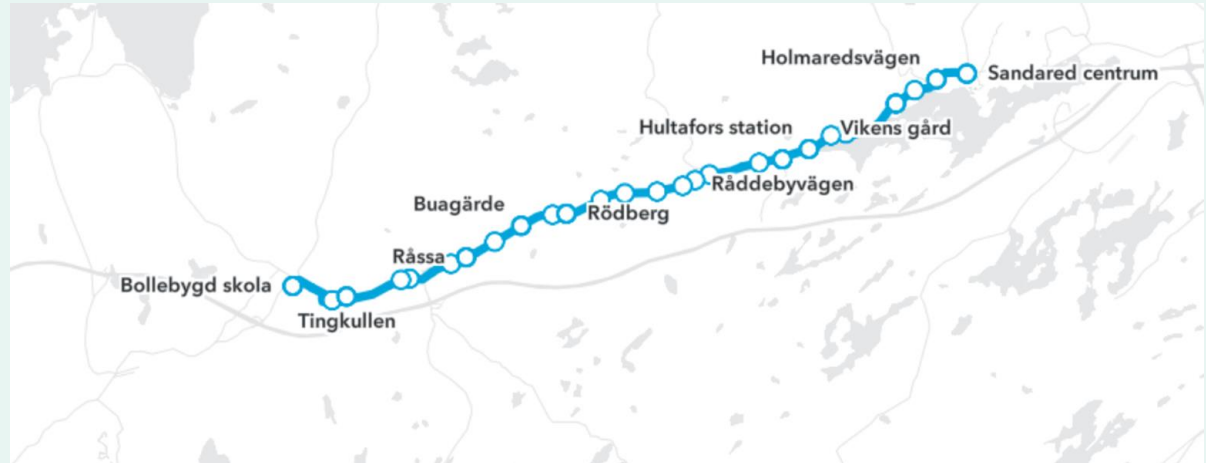 Holmaredsvägen
Sandared centrum
Hultafors station
Vikens gård
Råddebyvägen
Buagärde
Rödberg
Råssa
Bollebygd skola
Tingkullen